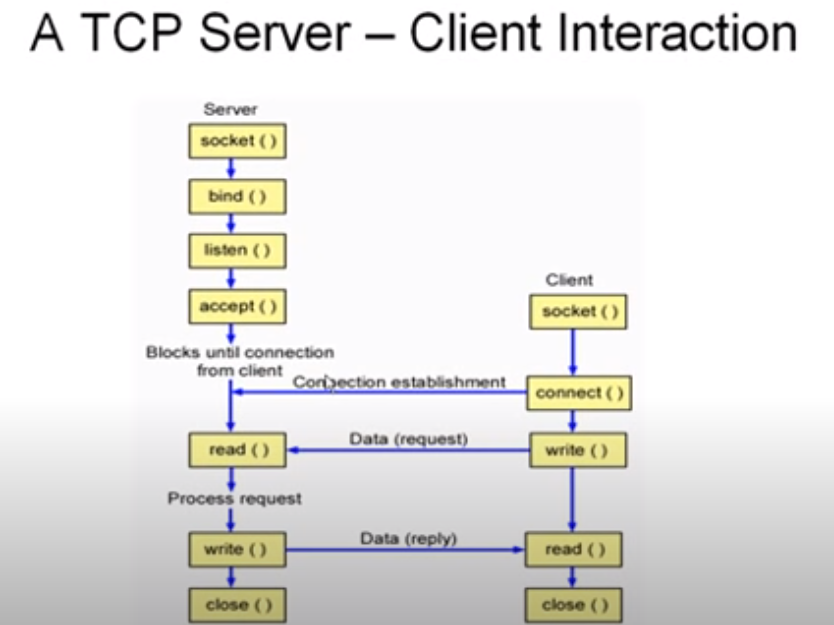 A TCP Server – Client Interaction
Server
socket ( )
bind ( )
listen ( )
accept ( )
Blocks until connection
from client
Client
socket ( )
Connection establishment
connect ( )
read ( )
Data (request)
write ( )
Process request
write ( )
Data (reply)
read ( )
close ( )
close ( )